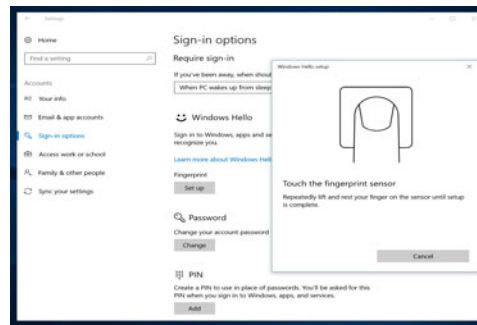 Settings
Home
Find a setting
Accounts
Your info
Email & app accounts
Sign-in options
Access work or school
Family & other people
Sync your settings
Sign-in options
Require sign-in
If you've been away, when shoul
When PC wakes up from sleep
Windows Hello
Sign in to Windows, apps and se
recognize you.
Learn more about Windows Hell
Fingerprint
Set up
Password
Change your account password
Change
PIN
Create a PIN to use in place of passwords. You'll be asked for this
PIN when you sign in to Windows, apps, and services.
Add
Windows Hello setup
Touch the fingerprint sensor
Repeatedly lift and rest your finger on the sensor until setup
is complete.
Cancel